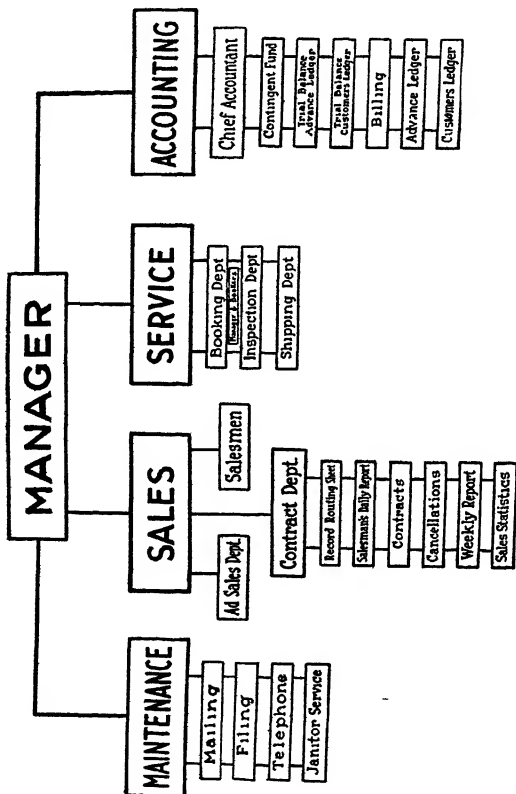 MANAGER
MAINTENANCE
Mailing
Filing
Telephone
Janitor Service
SALES
Ad Sales Dept.
Salesmen
Contract Dept.
Record Routing Sheet
Salesman's Daily Report
Contracts
Cancellations
Weekly Report
Sales Statistics
SERVICE
Booking Dept
Manager & Bookers
Inspection Dept
Shipping Dept
ACCOUNTING
Chief Accountant
Contingent Fund
Trial Balance
Advance Ledger
Trial Balance
Customers Ledger
Billing
Advance Ledger
Customers Ledger